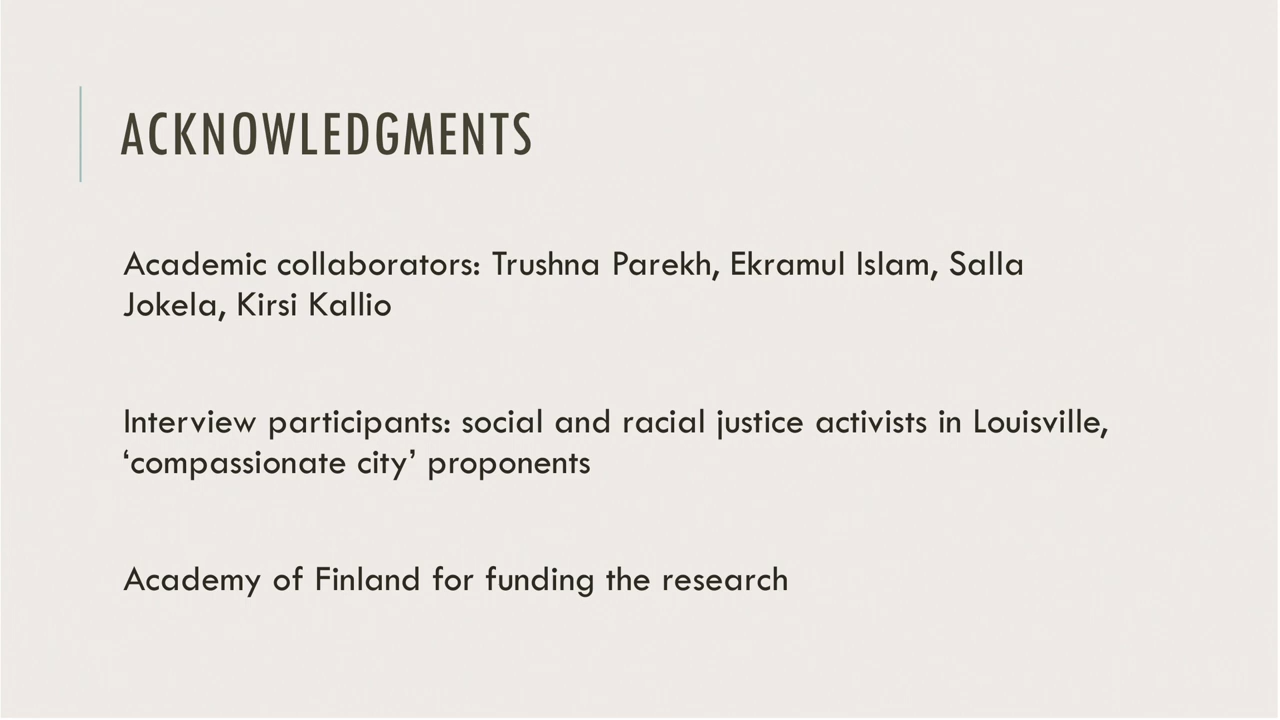 ACKNOWLEDGMENTS
Academic collaborators: Trushna Parekh, Ekramul Islam, Salla
Jokela, Kirsi Kallio
Interview participants: social and racial justice activists in Louisville,
‘compassionate city’ proponents
Academy of Finland for funding the research